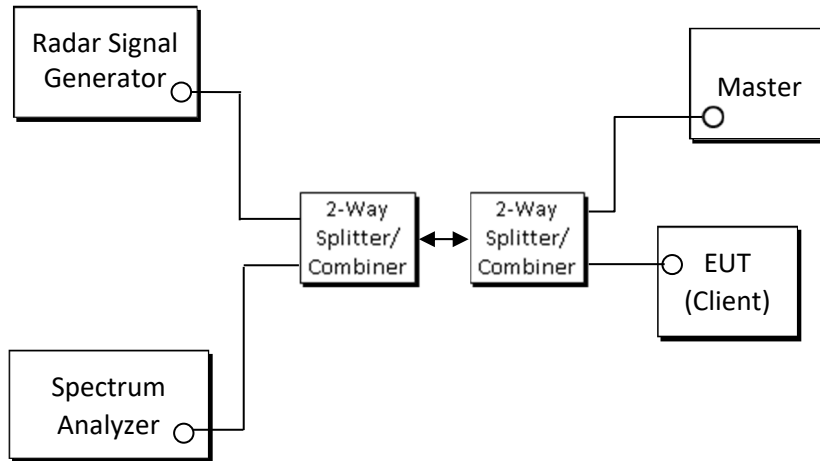 Radar Signal
Generator
Master
2-Way
Splitter/
Combiner
2-Way
Splitter/
Combiner
EUT
(Client)
Spectrum
Analyzer